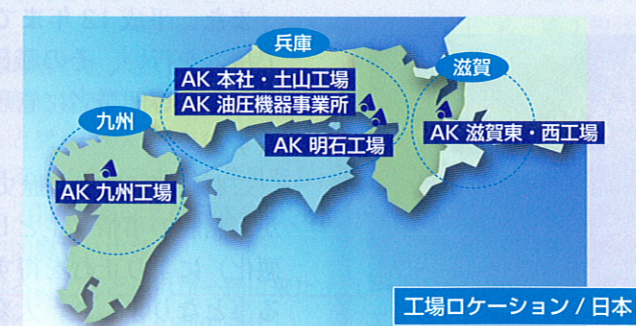 兵庫
AK 本社・土山工場
AK 油圧機器事業所
滋賀
九州
AK 明石工場
AK 滋賀東・西工場
AK 九州工場
工場ロケーション / 日本